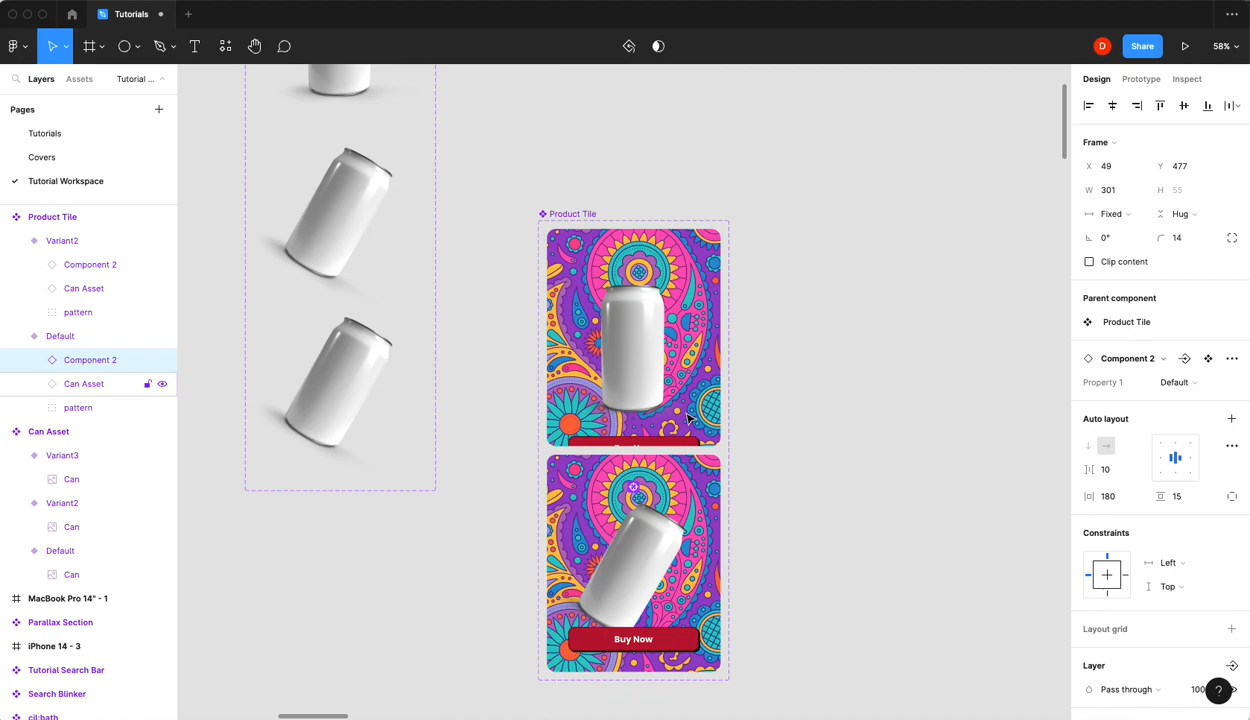 Tutorials
Share
58%
D
Layers
Assets
Tutorial ...
Pages
Tutorials
Covers
Tutorial Workspace
Product Tile
Variant2
Component 2
Can Asset
pattern
Default
Component 2
Can Asset
pattern
Can Asset
Variant3
Can
Variant2
Can
Default
Can
MacBook Pro 14" - 1
Parallax Section
iPhone 14 - 3
Tutorial Search Bar
Search Blinker
cil:bath
Product Tile
Buy Now
Design
Prototype
Inspect
Frame
X 49
Y 477
W 301
H 55
Fixed
Hug
0°
14
Clip content
Parent component
Product Tile
Component 2
Property 1
Default
Auto layout
10
180
15
Constraints
Left
Top
Layout grid
Layer
Pass through
?